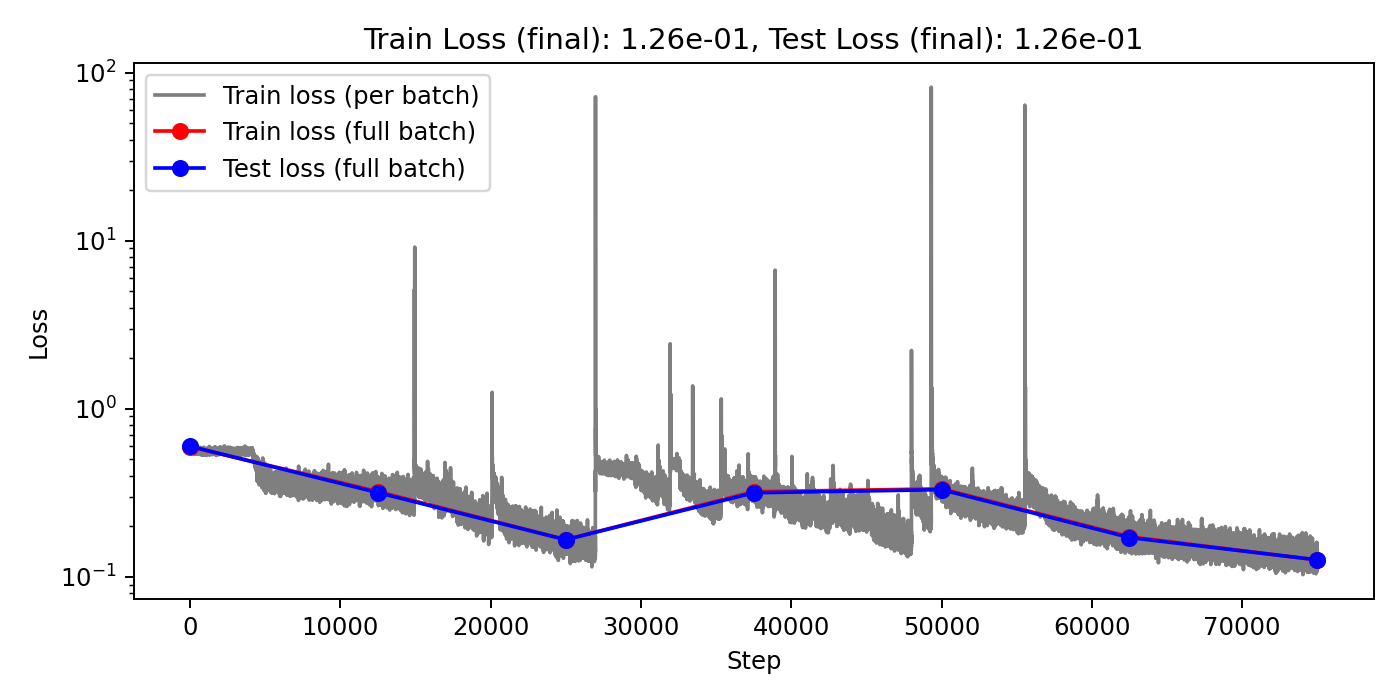 Train Loss (final): 1.26e-01, Test Loss (final): 1.26e-01
Train loss (per batch)
Train loss (full batch)
Test loss (full batch)
Loss
10²
10¹
10⁰
10⁻¹
0 10000 20000 30000 40000 50000 60000 70000
Step